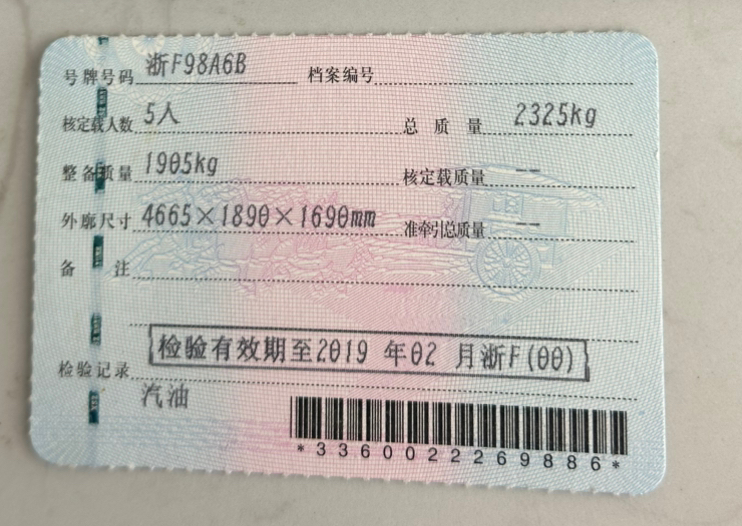 号牌号码 浙F98A6B 档案编号
核定载人数 5人 总质量 2325kg
整备质量 1905kg 核定载质量 --
外廓尺寸 4665×1890×1690mm 准牵引总质量 --
备注
检验有效期至2019 年02 月浙F(00)
检验记录
汽油
*3360022269886*